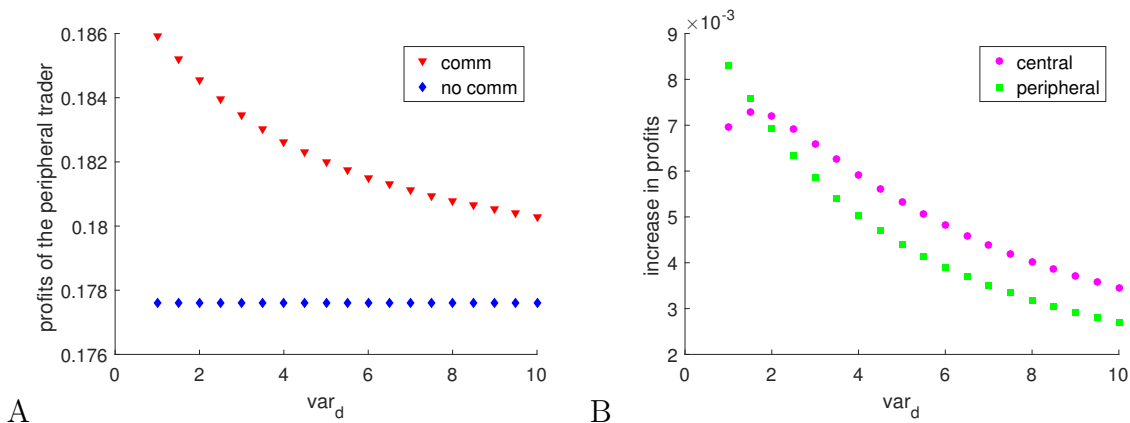 0.186
0.184
0.182
0.18
0.178
0.176
profits of the peripheral trader
comm
no comm
0 2 4 6 8 10
var_d
A
×10^-3
9
8
7
6
5
4
3
2
increase in profits
central
peripheral
0 2 4 6 8 10
var_d
B